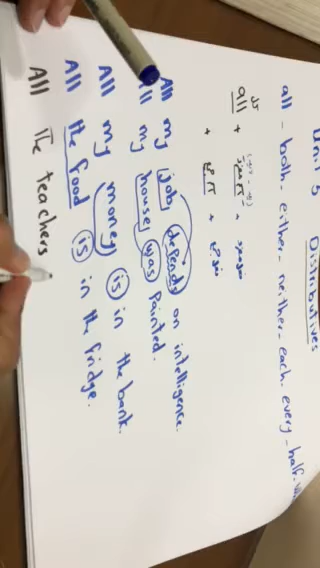 Unit 5 Distributives
all - both - either - neither - each - every - half -
all +
All my job depends on intelligence.
All my house was painted.
All my money is in the bank.
All the food is in the fridge.
All The teachers